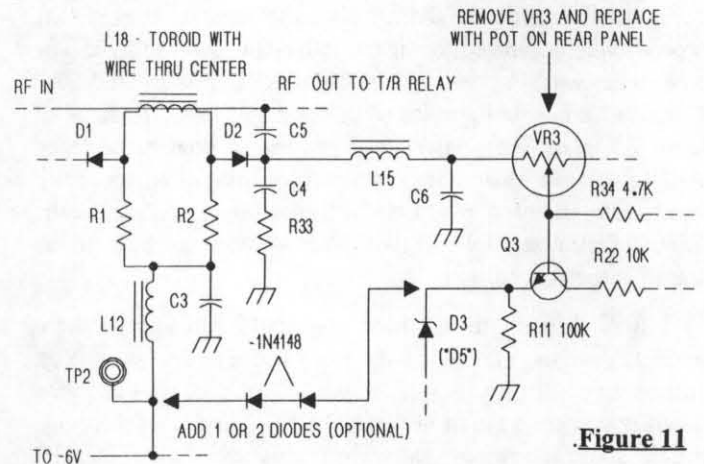 REMOVE VR3 AND REPLACE
WITH POT ON REAR PANEL
L18 - TOROID WITH
WIRE THRU CENTER
RF IN
RF OUT TO T/R RELAY
D1
D2
C5
VR3
L15
C4
C6
R34 4.7K
R1
R2
R33
Q3
R22 10K
L12
C3
D3
("D5")
R11 100K
-1N4148
TP2
ADD 1 OR 2 DIODES (OPTIONAL)
TO -6V
Figure 11